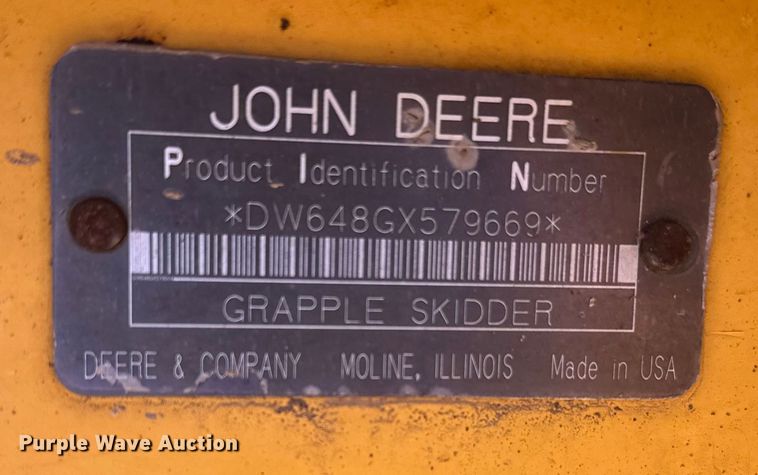 JOHN DEERE
Product Identification Number
*DW648GX579669*
GRAPPLE SKIDDER
DEERE & COMPANY MOLINE, ILLINOIS Made in USA
Purple Wave Auction